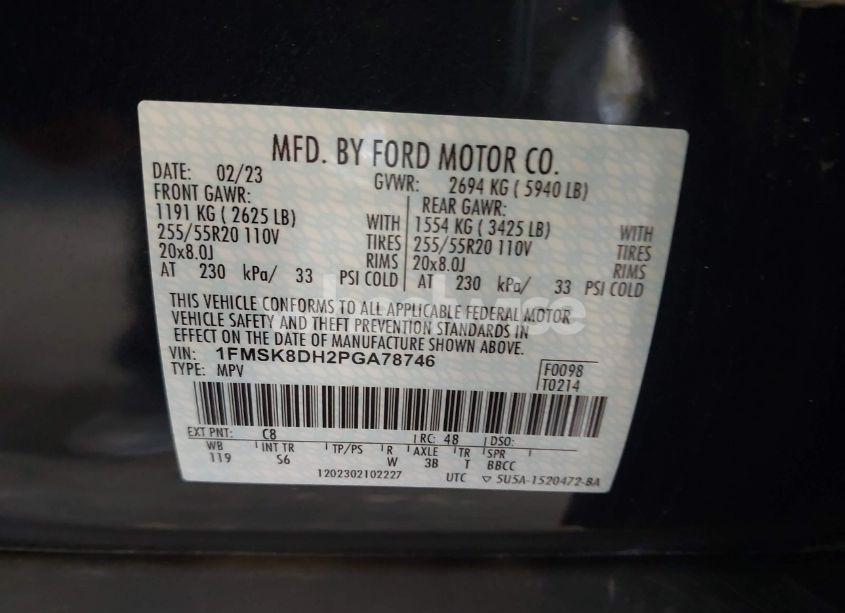 MFD. BY FORD MOTOR CO.
DATE: 02/23 GVWR: 2694 KG ( 5940 LB)
FRONT GAWR: REAR GAWR:
1191 KG ( 2625 LB) WITH 1554 KG ( 3425 LB) WITH
255/55R20 110V TIRES 255/55R20 110V TIRES
20x8.0J RIMS 20x8.0J RIMS
AT 230 kPa/ 33 PSI COLD AT 230 kPa/ 33 PSI COLD
THIS VEHICLE CONFORMS TO ALL APPLICABLE FEDERAL MOTOR
VEHICLE SAFETY AND THEFT PREVENTION STANDARDS IN
EFFECT ON THE DATE OF MANUFACTURE SHOWN ABOVE.
VIN: 1FMSK8DH2PGA78746 F0098
TYPE: MPV T0214
EXT PNT: C8 RC: 48 DSO:
WB INT TR TP/PS R AXLE TR SPR
119 S6 W 3B T BBCC
1202302102227 UTC ▽ 5U5A-1520472-BA